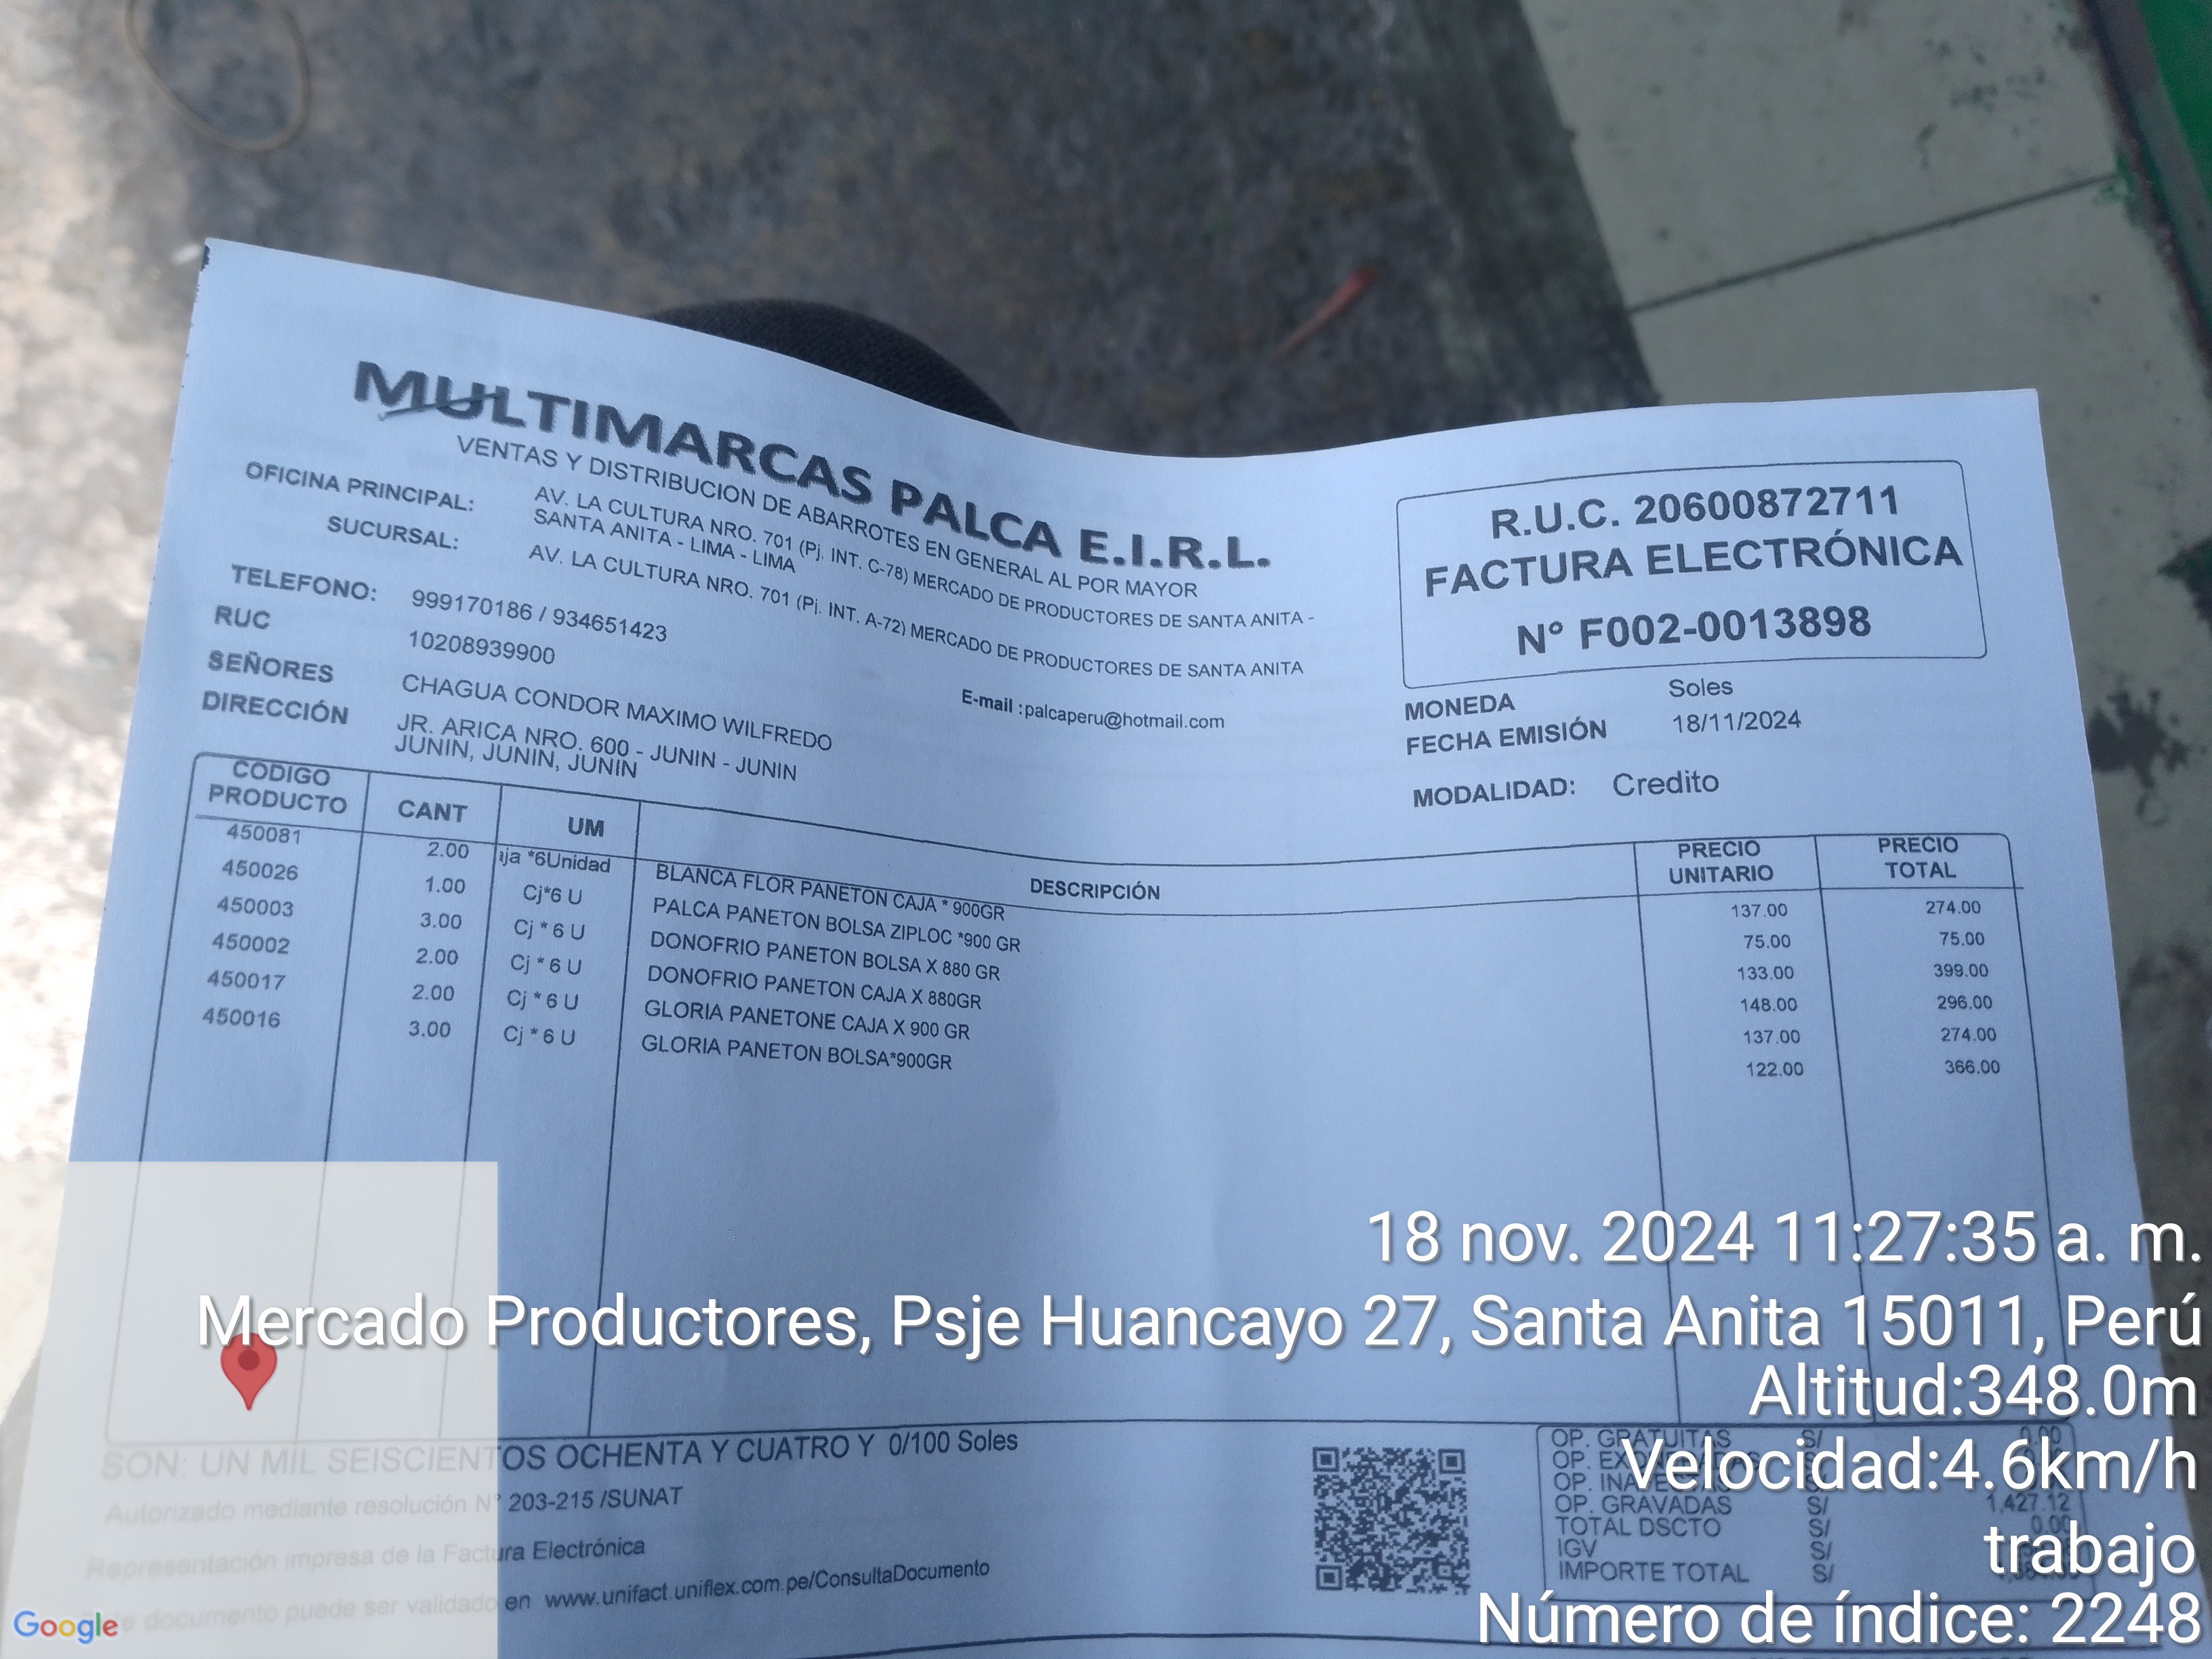 MULTIMARCAS PALCA E.I.R.L.
VENTAS Y DISTRIBUCION DE ABARROTES EN GENERAL AL POR MAYOR
OFICINA PRINCIPAL: AV. LA CULTURA NRO. 701 (Pj. INT. C-78) MERCADO DE PRODUCTORES DE SANTA ANITA -
SANTA ANITA - LIMA - LIMA
SUCURSAL: AV. LA CULTURA NRO. 701 (Pj. INT. A-72) MERCADO DE PRODUCTORES DE SANTA ANITA
TELEFONO: 999170186 / 934651423
E-mail :palcaperu@hotmail.com
RUC 10208939900
SEÑORES CHAGUA CONDOR MAXIMO WILFREDO
DIRECCIÓN JR. ARICA NRO. 600 - JUNIN - JUNIN
JUNIN, JUNIN, JUNIN
R.U.C. 20600872711
FACTURA ELECTRÓNICA
N° F002-0013898
MONEDA Soles
FECHA EMISIÓN 18/11/2024
MODALIDAD: Credito
CODIGO PRODUCTO CANT UM DESCRIPCIÓN PRECIO UNITARIO PRECIO TOTAL
450081 2.00 ija *6Unidad BLANCA FLOR PANETON CAJA * 900GR 137.00 274.00
450026 1.00 Cj*6 U PALCA PANETON BOLSA ZIPLOC *900 GR 75.00 75.00
450003 3.00 Cj * 6 U DONOFRIO PANETON BOLSA X 880 GR 133.00 399.00
450002 2.00 Cj * 6 U DONOFRIO PANETON CAJA X 880GR 148.00 296.00
450017 2.00 Cj * 6 U GLORIA PANETONE CAJA X 900 GR 137.00 274.00
450016 3.00 Cj * 6 U GLORIA PANETON BOLSA*900GR 122.00 366.00
SON: UN MIL SEISCIENTOS OCHENTA Y CUATRO Y 0/100 Soles
Autorizado mediante resolución N° 203-215 /SUNAT
Representación impresa de la Factura Electrónica
documento puede ser validado en www.unifact.uniflex.com.pe/ConsultaDocumento
OP. GRATUITAS S/ 0.00
OP.
OP.
OP. GRAVADAS S/ 1,427.12
TOTAL DSCTO S/ 0.00
IGV S/
IMPORTE TOTAL S/
18 nov. 2024 11:27:35 a. m.
Mercado Productores, Psje Huancayo 27, Santa Anita 15011, Perú
Altitud:348.0m
Velocidad:4.6km/h
trabajo
Número de índice: 2248
Google